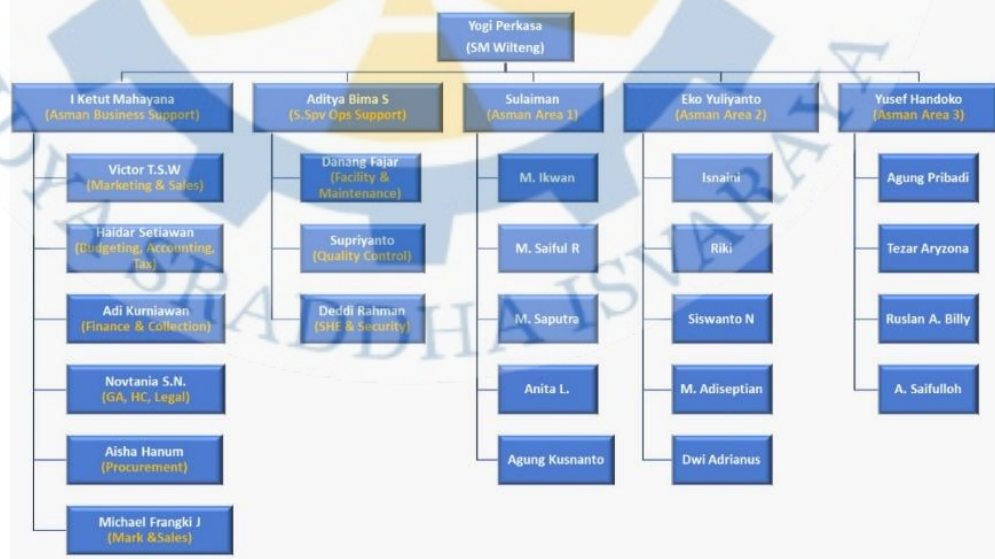 Yogi Perkasa
(SM Wilteng)
I Ketut Mahayana
(Asman Business Support)
Victor T.S.W
(Marketing & Sales)
Haidar Setiawan
(Budgeting, Accounting,
Tax)
Adi Kurniawan
(Finance & Collection)
Novtania S.N.
(GA, HC, Legal)
Aisha Hanum
(Procurement)
Michael Frangki J
(Mark &Sales)
Aditya Bima S
(S.Spv Ops Support)
Danang Fajar
(Facility &
Maintenance)
Supriyanto
(Quality Control)
Deddi Rahman
(SHE & Security)
Sulaiman
(Asman Area 1)
M. Ikwan
M. Saiful R
M. Saputra
Anita L.
Agung Kusnanto
Eko Yuliyanto
(Asman Area 2)
Isnaini
Riki
Siswanto N
M. Adiseptian
Dwi Adrianus
Yusef Handoko
(Asman Area 3)
Agung Pribadi
Tezar Aryzona
Ruslan A. Billy
A. Saifulloh
SRADDHA ISVARAYA